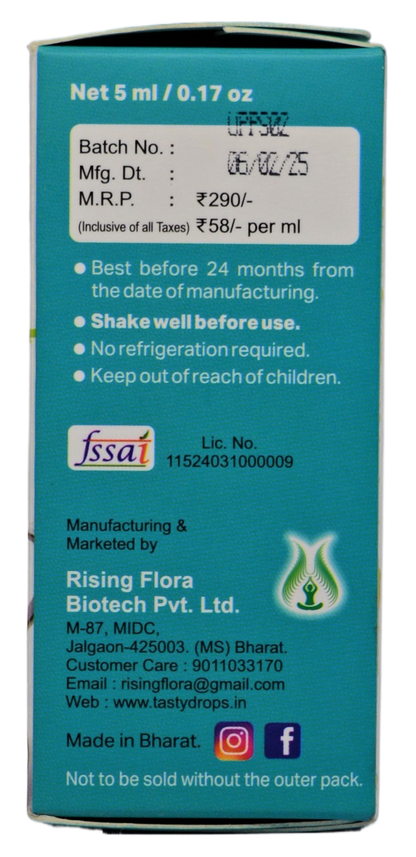 Net 5 ml / 0.17 oz
Batch No. :
Mfg. Dt. : 06/02/25
M.R.P. : ₹290/-
(Inclusive of all Taxes) ₹58/- per ml
● Best before 24 months from
the date of manufacturing.
● Shake well before use.
● No refrigeration required.
● Keep out of reach of children.
fssai
Lic. No.
11524031000009
Manufacturing &
Marketed by
Rising Flora
Biotech Pvt. Ltd.
M-87, MIDC,
Jalgaon-425003. (MS) Bharat.
Customer Care : 9011033170
Email : risingflora@gmail.com
Web : www.tastydrops.in
Made in Bharat.
Not to be sold without the outer pack.